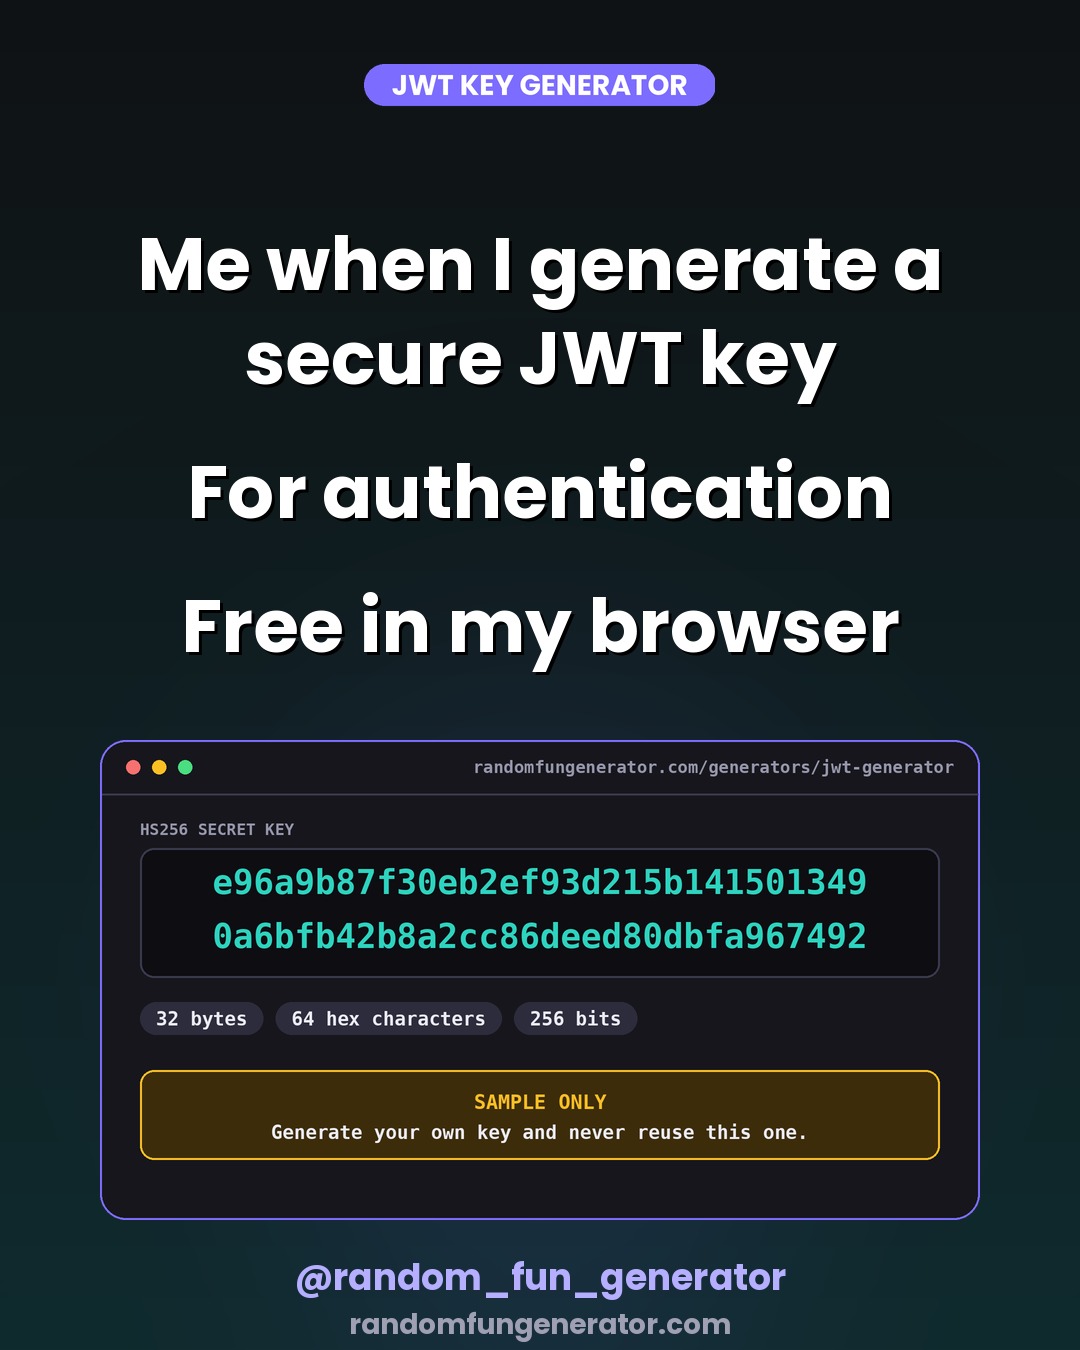 JWT KEY GENERATOR
Me when I generate a
secure JWT key
For authentication
Free in my browser
randomfungenerator.com/generators/jwt-generator
HS256 SECRET KEY
e96a9b87f30eb2ef93d215b141501349
0a6bfb42b8a2cc86deed80dbfa967492
32 bytes 64 hex characters 256 bits
SAMPLE ONLY
Generate your own key and never reuse this one.
@random_fun_generator
randomfungenerator.com